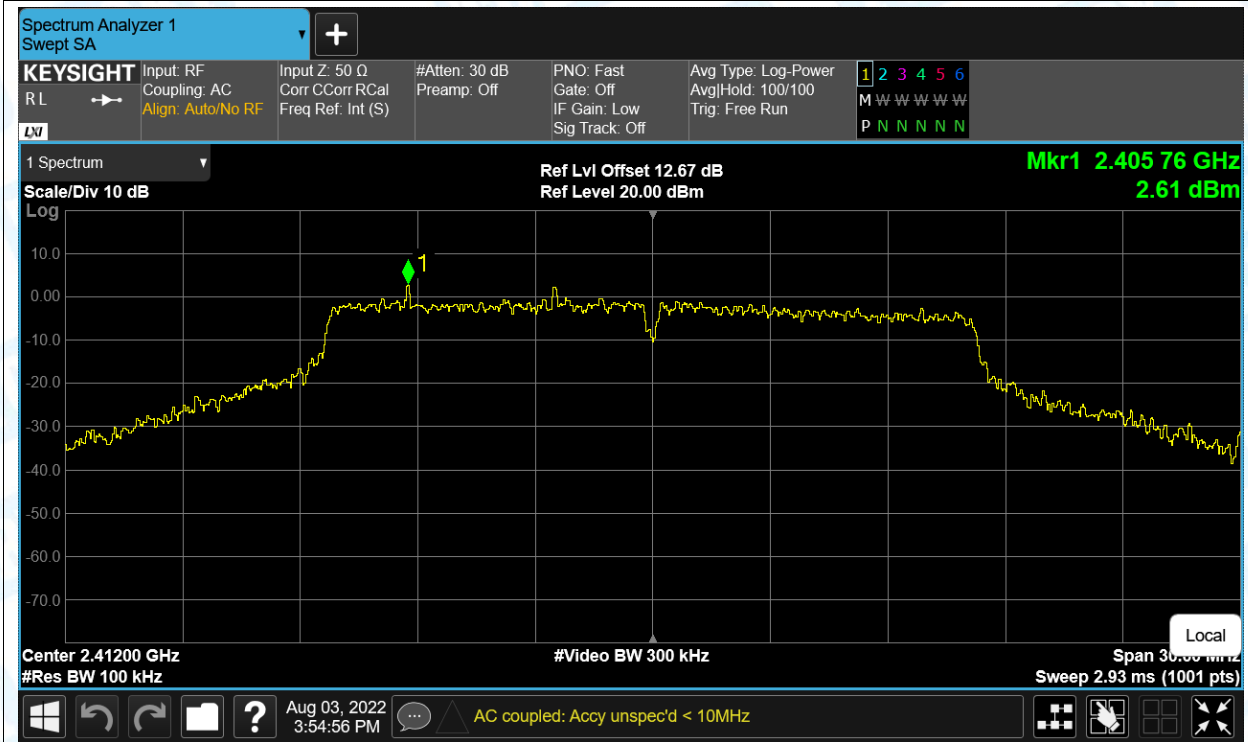 Spectrum Analyzer 1
Swept SA
KEYSIGHT
R L
LXI
Input: RF
Coupling: AC
Align: Auto/No RF
Input Z: 50 Ω
Corr CCorr RCal
Freq Ref: Int (S)
#Atten: 30 dB
Preamp: Off
PNO: Fast
Gate: Off
IF Gain: Low
Sig Track: Off
Avg Type: Log-Power
Avg|Hold: 100/100
Trig: Free Run
1 2 3 4 5 6
M W W W W W
P N N N N N
1 Spectrum
Scale/Div 10 dB
Log
Ref Lvl Offset 12.67 dB
Ref Level 20.00 dBm
Mkr1 2.405 76 GHz
2.61 dBm
10.0
1
0.00
-10.0
-20.0
-30.0
-40.0
-50.0
-60.0
-70.0
Local
Center 2.41200 GHz
#Video BW 300 kHz
Span 30.00 MHz
#Res BW 100 kHz
Sweep 2.93 ms (1001 pts)
?
Aug 03, 2022
3:54:56 PM
AC coupled: Accy unspec'd < 10MHz